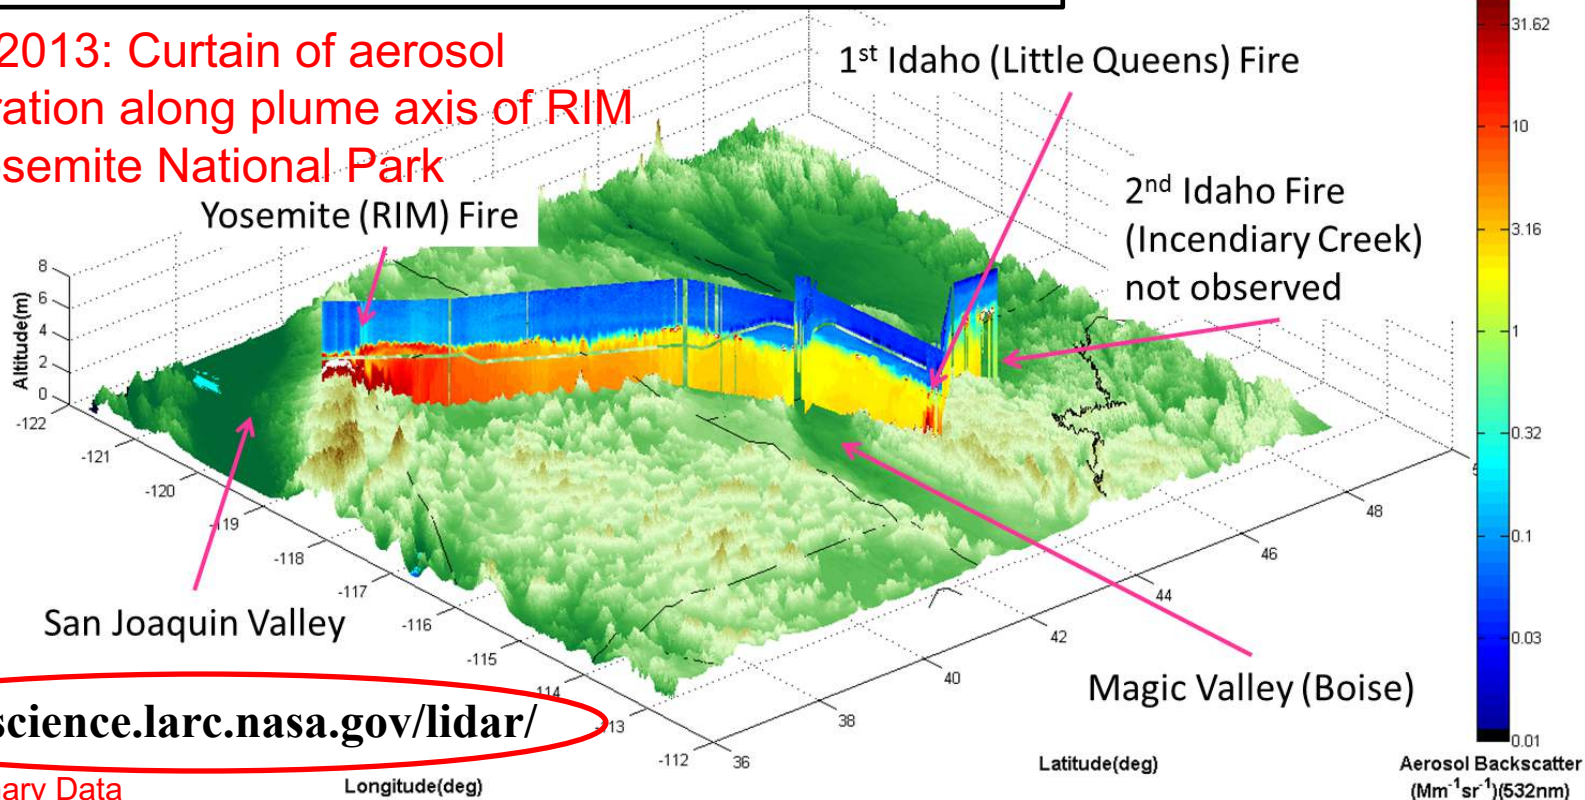 2013: Curtain of aerosol
along plume axis of RIM
National Park
1st Idaho (Little Queens) Fire
Yosemite (RIM) Fire
2nd Idaho Fire
(Incendiary Creek)
not observed
San Joaquin Valley
Magic Valley (Boise)
science.larc.nasa.gov/lidar/
Data
Altitude(m)
8
6
4
2
0
-122
-121
-120
-119
-118
-117
-116
-115
114
-113
-112
Longitude(deg)
36
38
40
42
44
46
48
Latitude(deg)
31.62
10
3.16
1
0.32
0.1
0.03
0.01
Aerosol Backscatter
(Mm-1sr-1)(532nm)